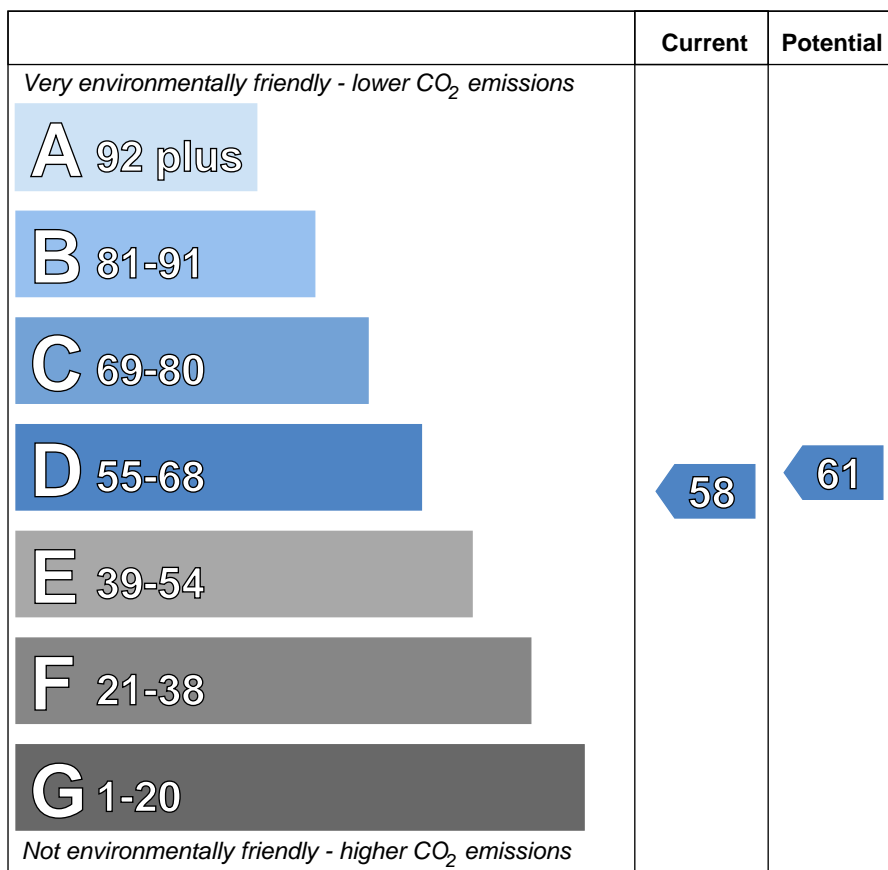 Current Potential
Very environmentally friendly - lower CO2 emissions
A 92 plus
B 81-91
C 69-80
D 55-68 58 61
E 39-54
F 21-38
G 1-20
Not environmentally friendly - higher CO2 emissions